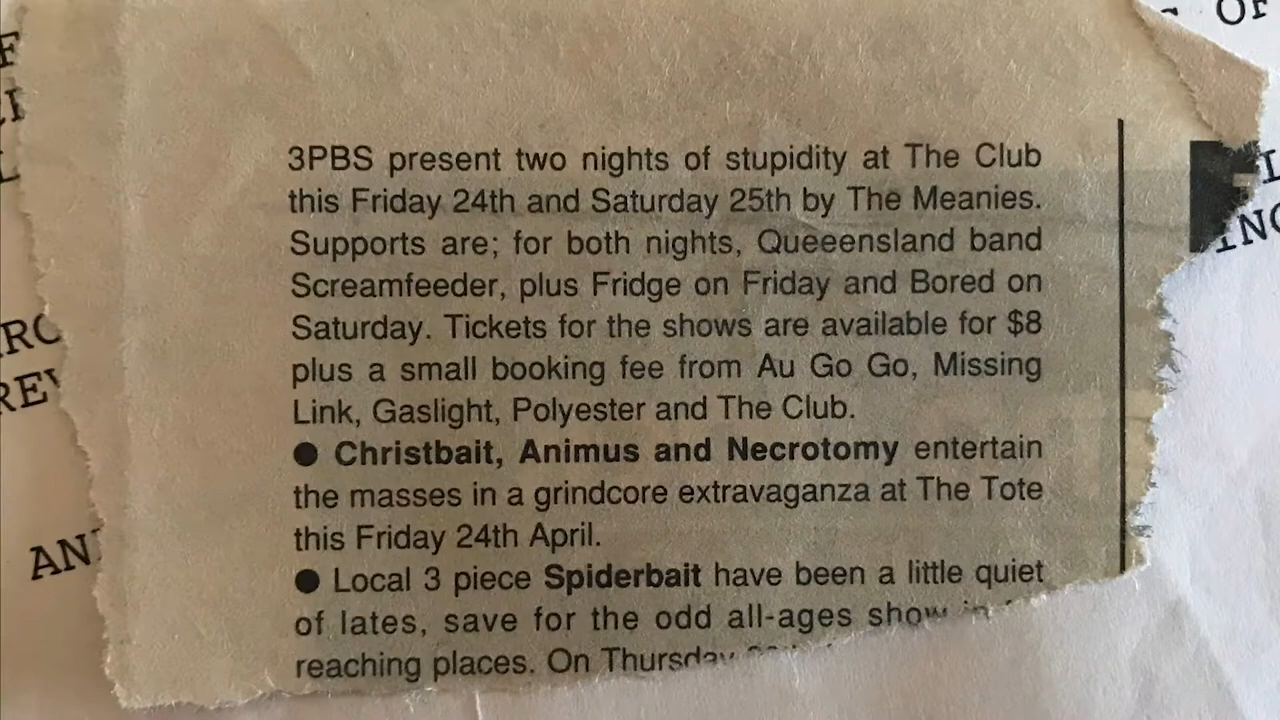 3PBS present two nights of stupidity at The Club
this Friday 24th and Saturday 25th by The Meanies.
Supports are; for both nights, Queeensland band
Screamfeeder, plus Fridge on Friday and Bored on
Saturday. Tickets for the shows are available for $8
plus a small booking fee from Au Go Go, Missing
Link, Gaslight, Polyester and The Club.
● Christbait, Animus and Necrotomy entertain
the masses in a grindcore extravaganza at The Tote
this Friday 24th April.
● Local 3 piece Spiderbait have been a little quiet
of lates, save for the odd all-ages show in
reaching places. On Thursday